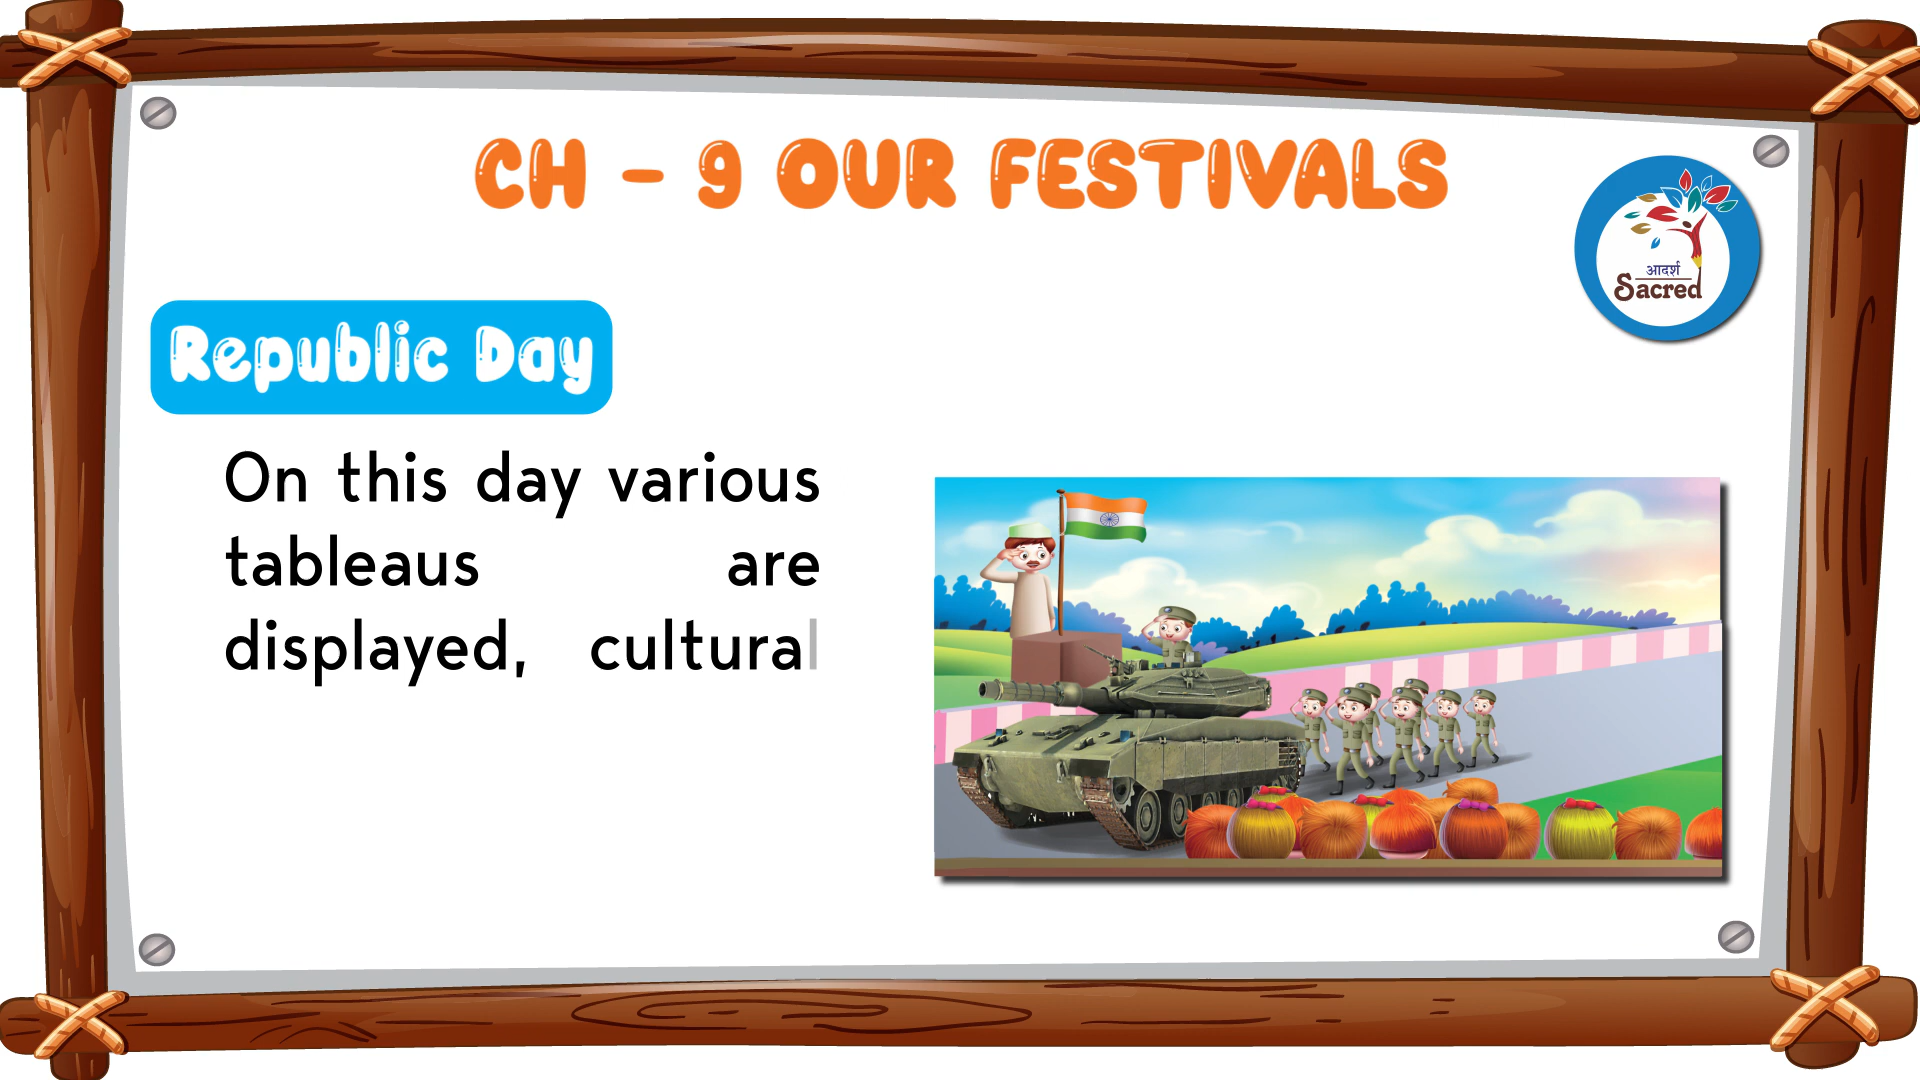 CH - 9 OUR FESTIVALS
आदर्श
Sacred
Republic Day
On this day various
tableaus are
displayed, cultural